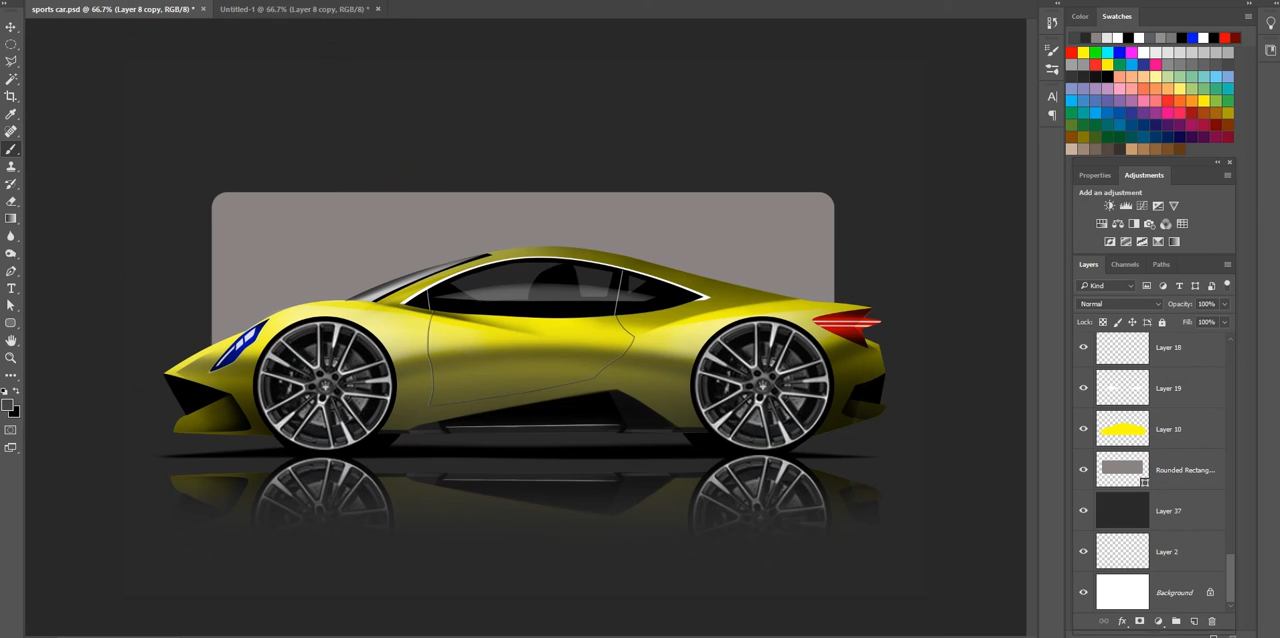 sports car.psd @ 66.7% (Layer 8 copy, RGB/8) * ×
Untitled-1 @ 66.7% (Layer 8 copy, RGB/8) * ×
Color Swatches
Properties Adjustments
Add an adjustment
Layers Channels Paths
Kind
Normal Opacity: 100%
Lock: Fill: 100%
Layer 18
Layer 19
Layer 10
Rounded Rectang...
Layer 37
Layer 2
Background